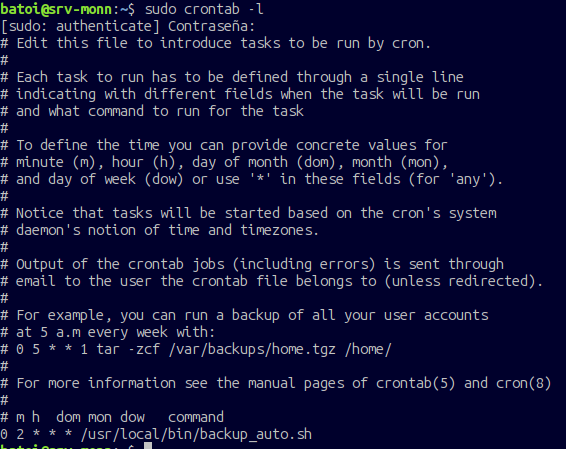 batoi@srv-monn:~$ sudo crontab -l
[sudo: authenticate] Contraseña:
# Edit this file to introduce tasks to be run by cron.
#
# Each task to run has to be defined through a single line
# indicating with different fields when the task will be run
# and what command to run for the task
#
# To define the time you can provide concrete values for
# minute (m), hour (h), day of month (dom), month (mon),
# and day of week (dow) or use '*' in these fields (for 'any').
#
# Notice that tasks will be started based on the cron's system
# daemon's notion of time and timezones.
#
# Output of the crontab jobs (including errors) is sent through
# email to the user the crontab file belongs to (unless redirected).
#
# For example, you can run a backup of all your user accounts
# at 5 a.m every week with:
# 0 5 * * 1 tar -zcf /var/backups/home.tgz /home/
#
# For more information see the manual pages of crontab(5) and cron(8)
#
# m h  dom mon dow   command
0 2 * * * /usr/local/bin/backup_auto.sh
batoi@srv-monn:~$